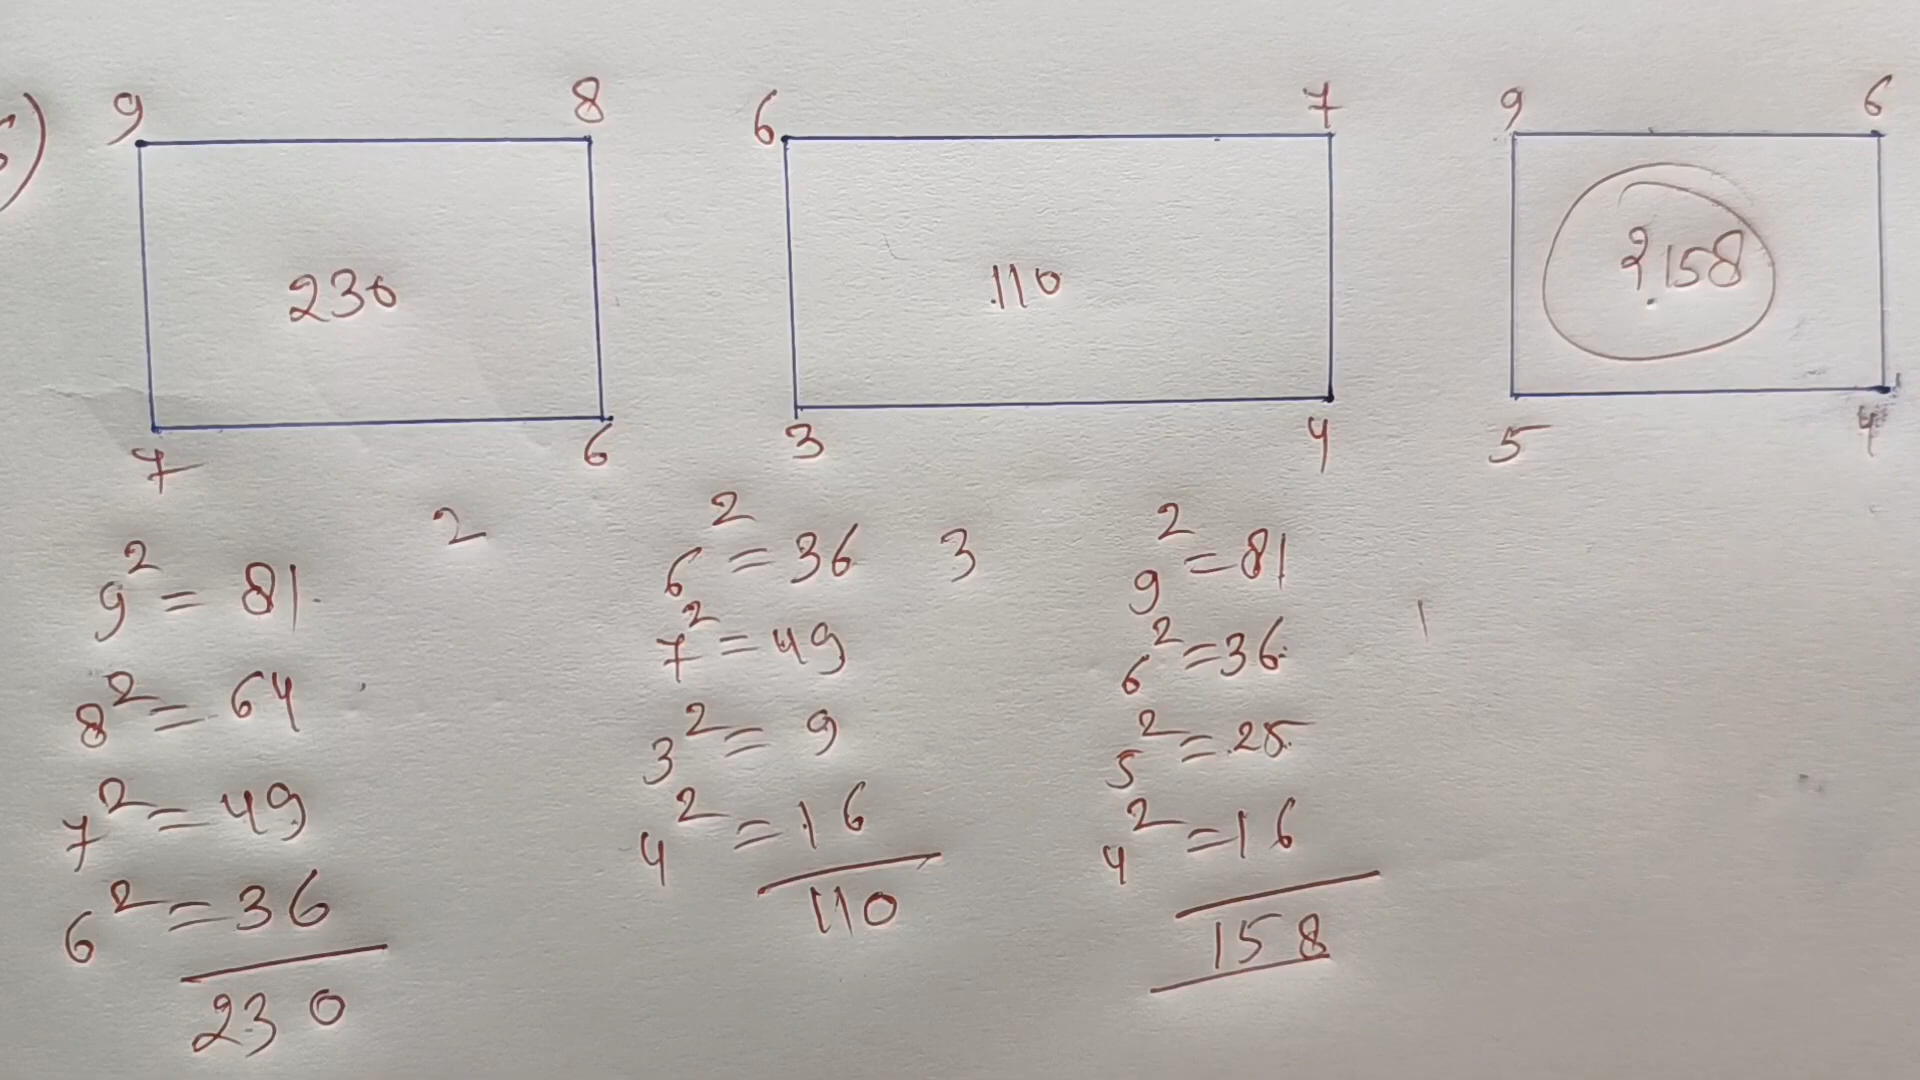 9 8 6 7 9 6
230 110 ? 158
7 6 3 4 5 4
9² = 81
8² = 64
7² = 49
6² = 36
230
2
6² = 36
7² = 49
3² = 9
4² = 16
110
3
9² = 81
6² = 36
5² = 25
4² = 16
158